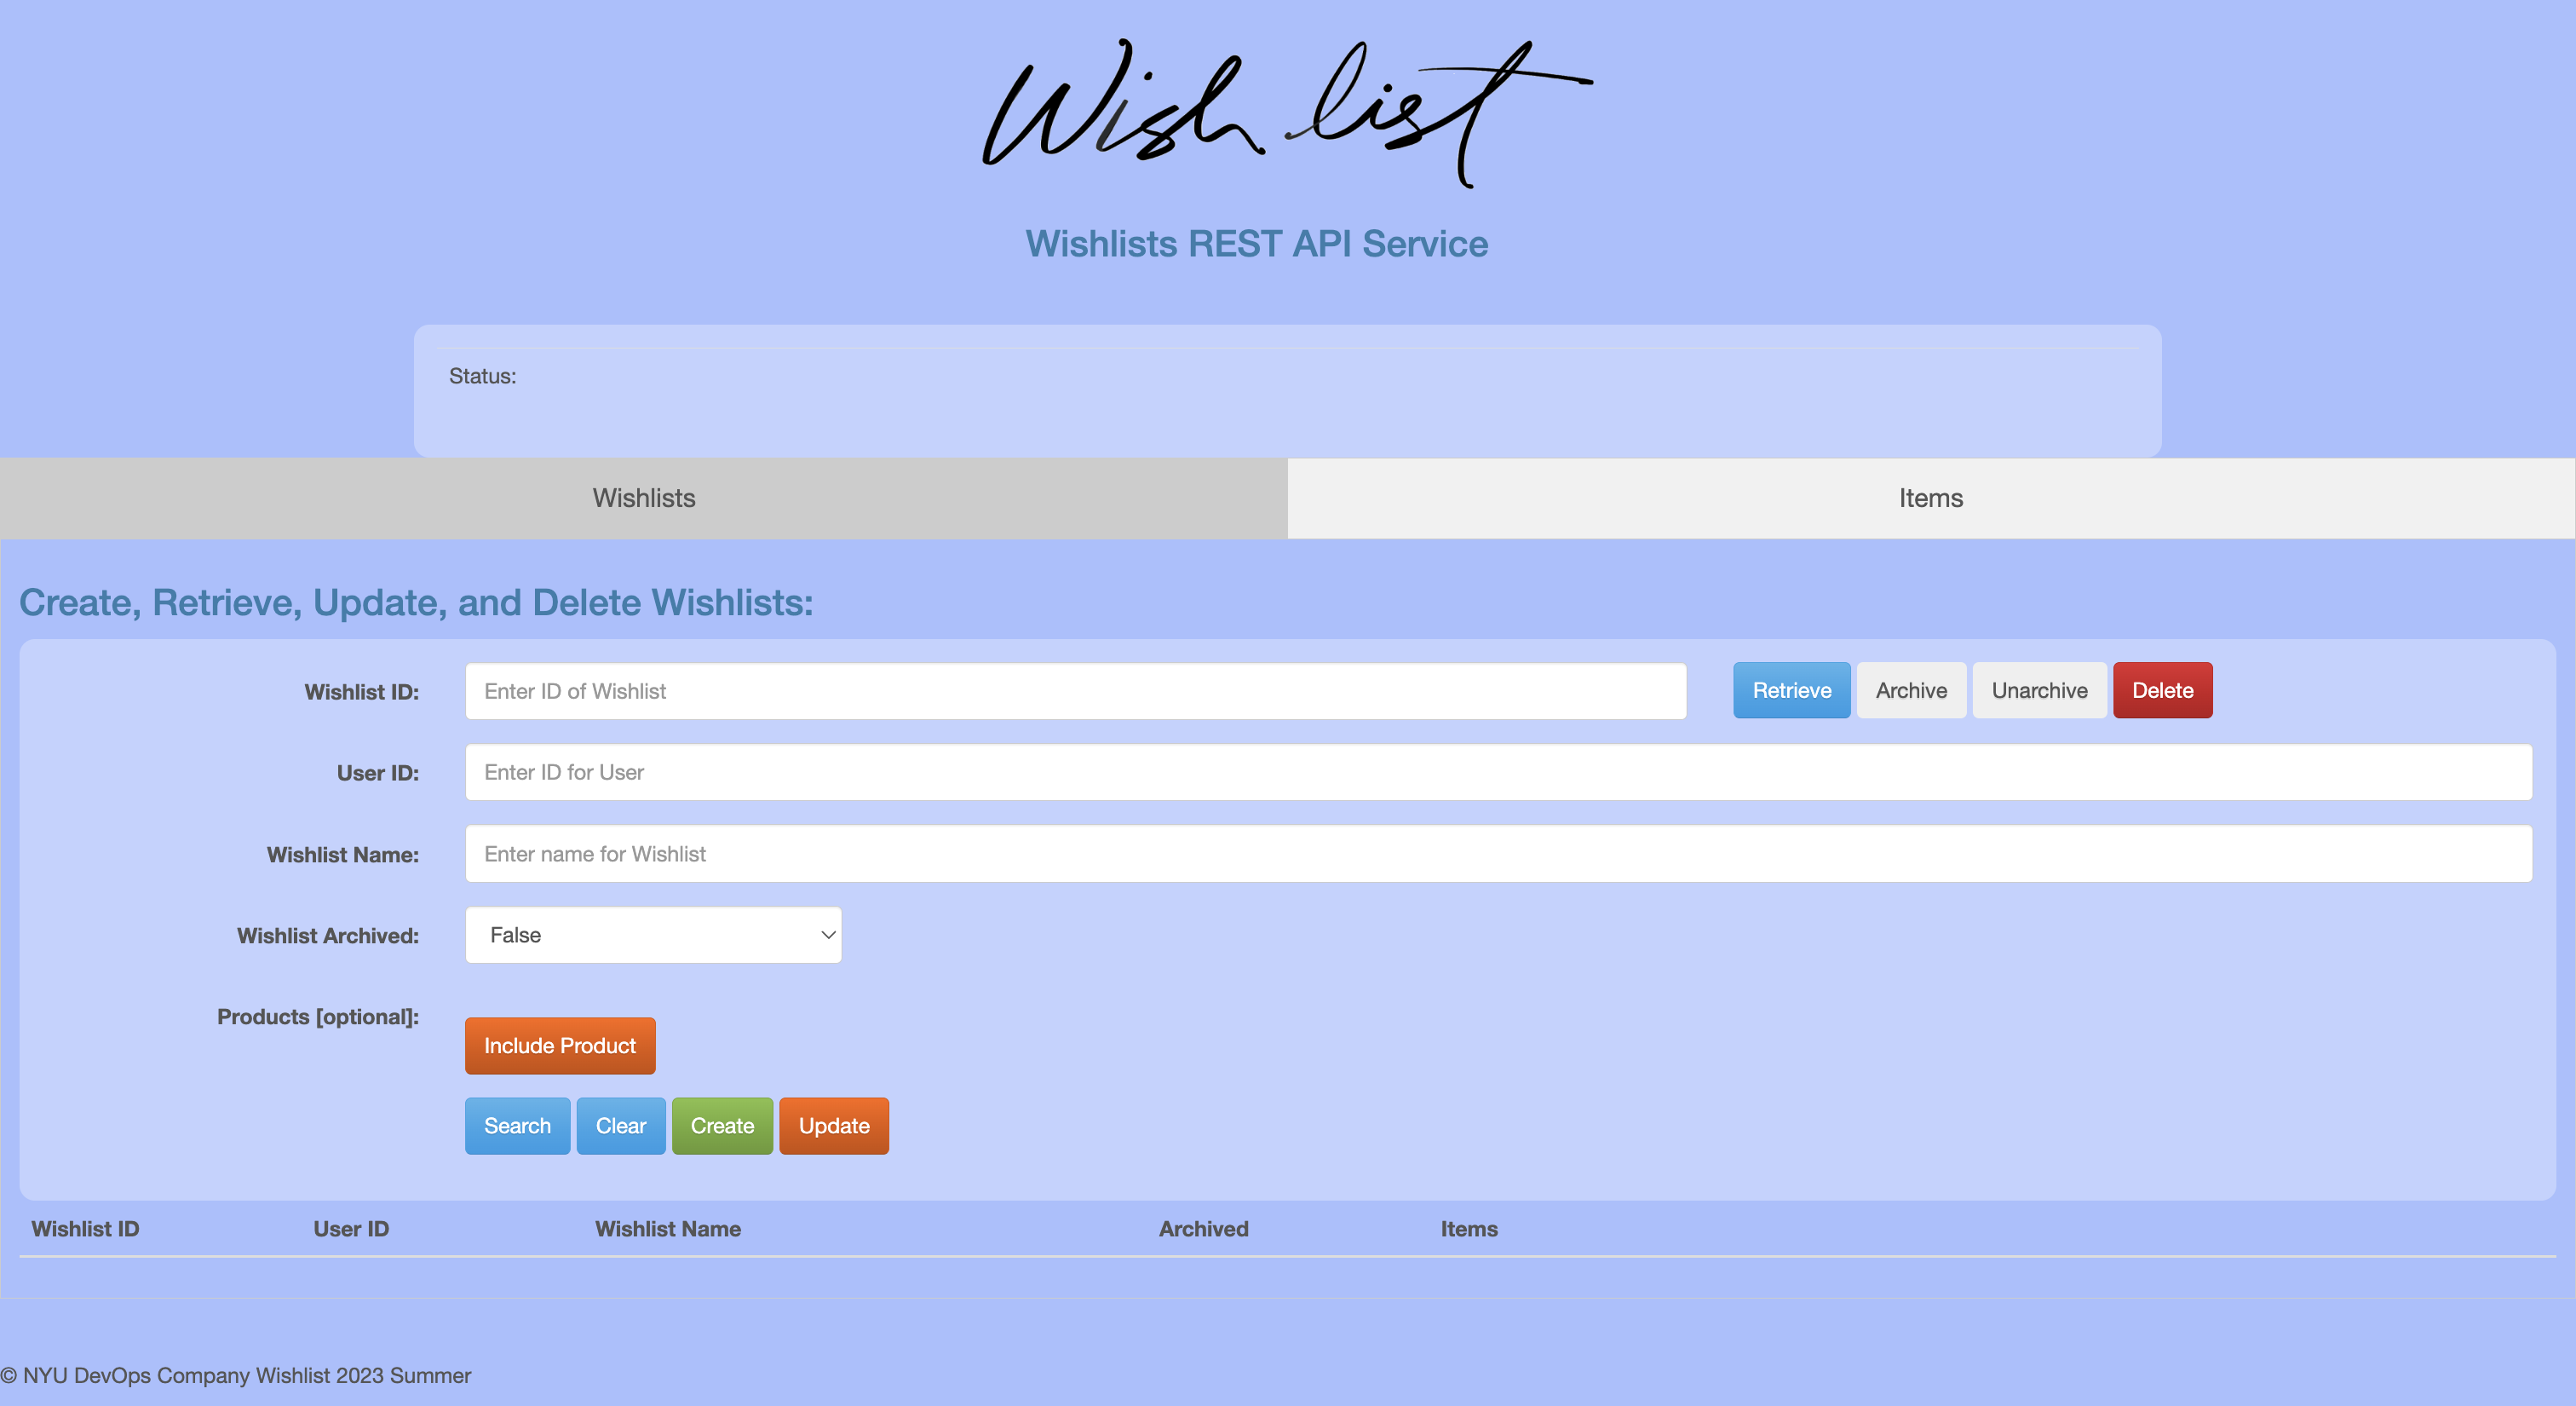 Wish list
Wishlists REST API Service
Status:
Wishlists Items
Create, Retrieve, Update, and Delete Wishlists:
Wishlist ID: Enter ID of Wishlist Retrieve Archive Unarchive Delete
User ID: Enter ID for User
Wishlist Name: Enter name for Wishlist
Wishlist Archived: False
Products [optional]:
Include Product
Search Clear Create Update
Wishlist ID User ID Wishlist Name Archived Items
© NYU DevOps Company Wishlist 2023 Summer